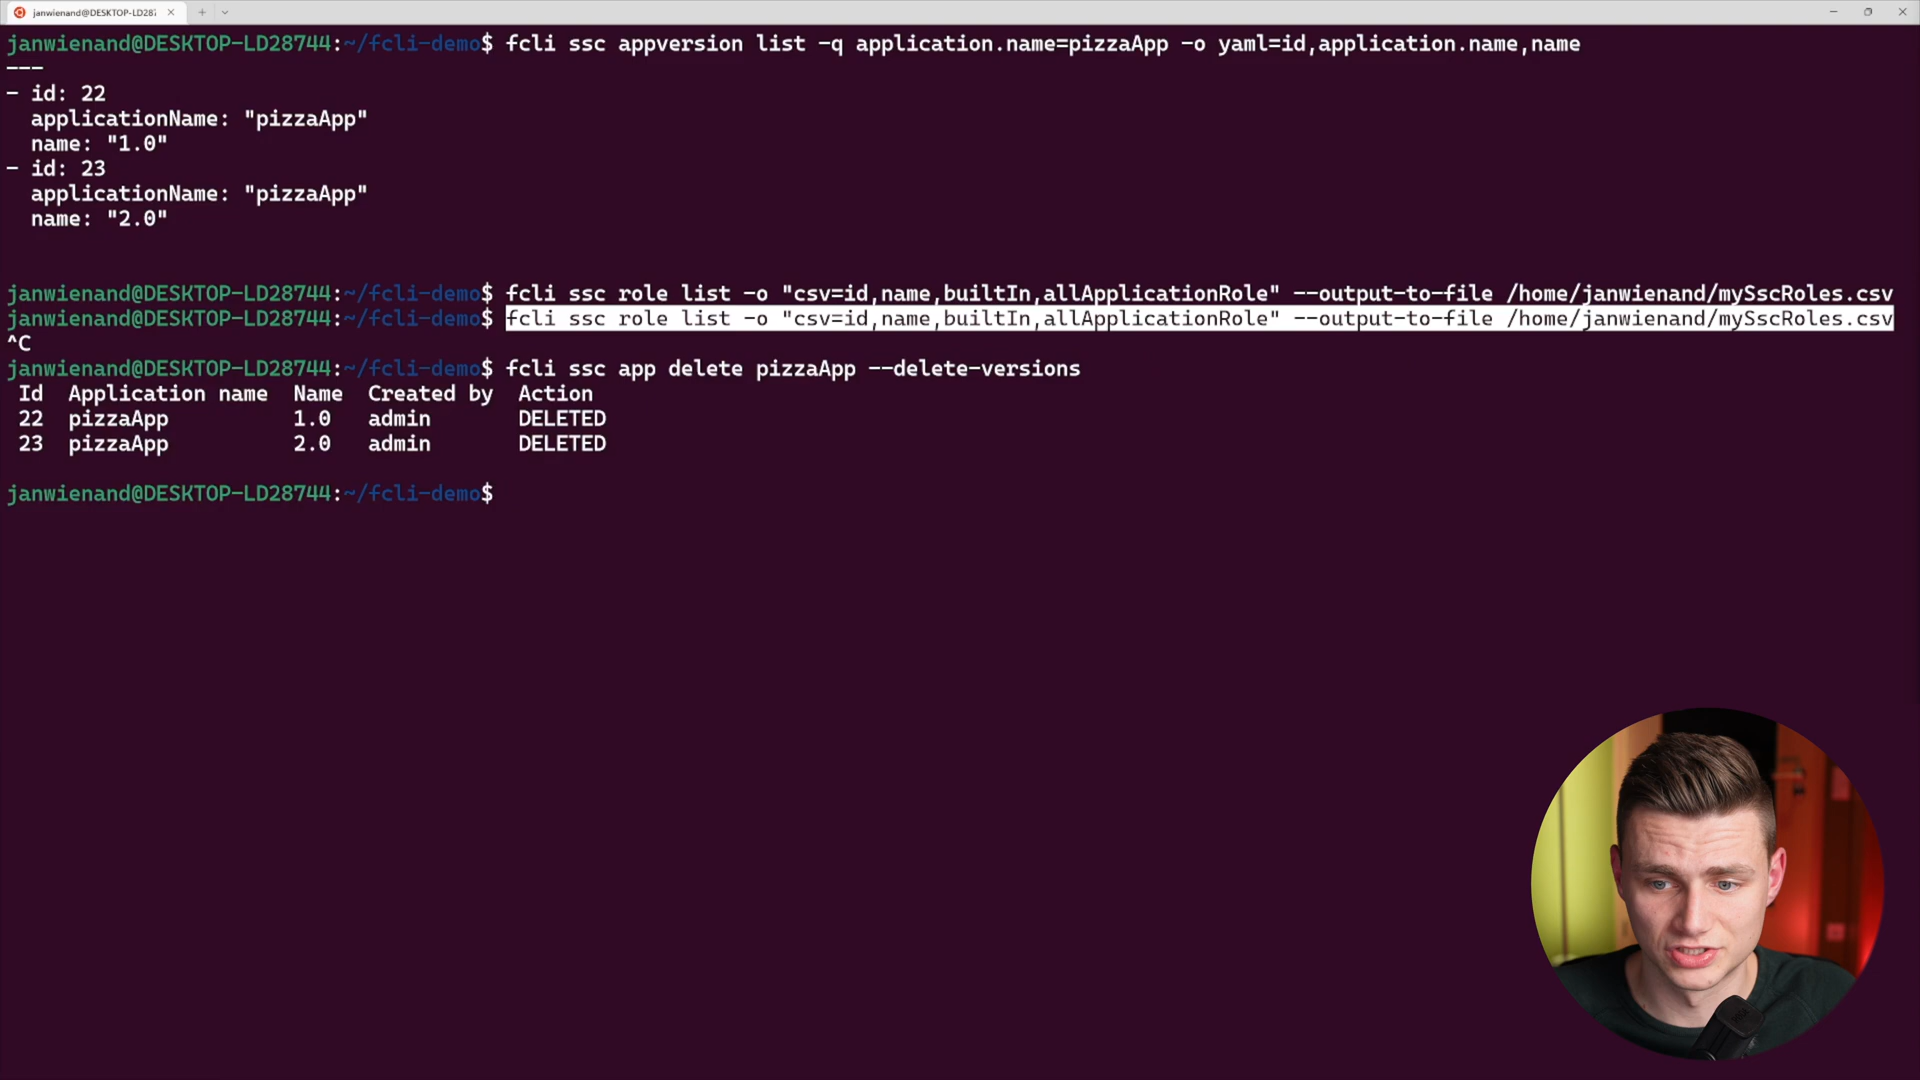 janwienand@DESKTOP-LD287
janwienand@DESKTOP-LD28744:~/fcli-demo$ fcli ssc appversion list -q application.name=pizzaApp -o yaml=id,application.name,name
---
- id: 22
  applicationName: "pizzaApp"
  name: "1.0"
- id: 23
  applicationName: "pizzaApp"
  name: "2.0"
janwienand@DESKTOP-LD28744:~/fcli-demo$ fcli ssc role list -o "csv=id,name,builtIn,allApplicationRole" --output-to-file /home/janwienand/mySscRoles.csv
janwienand@DESKTOP-LD28744:~/fcli-demo$ fcli ssc role list -o "csv=id,name,builtIn,allApplicationRole" --output-to-file /home/janwienand/mySscRoles.csv
^C
janwienand@DESKTOP-LD28744:~/fcli-demo$ fcli ssc app delete pizzaApp --delete-versions
 Id  Application name  Name  Created by  Action
 22  pizzaApp          1.0   admin       DELETED
 23  pizzaApp          2.0   admin       DELETED
janwienand@DESKTOP-LD28744:~/fcli-demo$